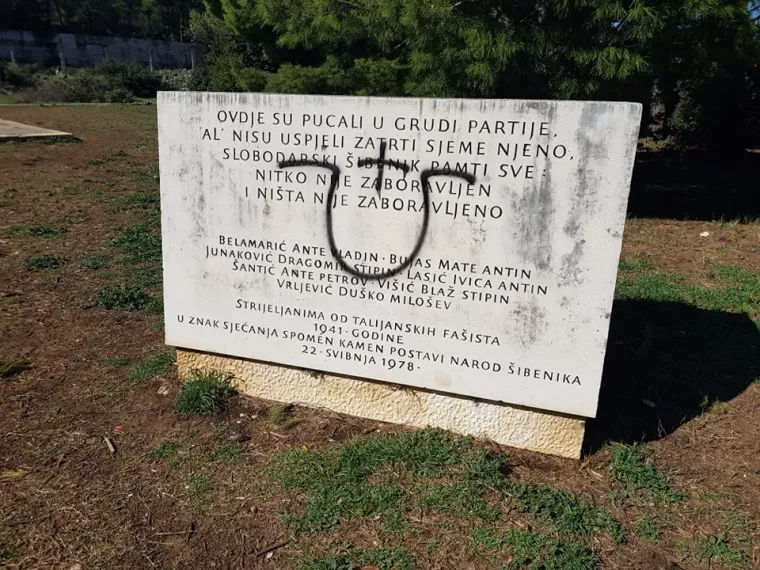 OVDJE SU PUCALI U GRUDI PARTIJE,
'AL' NISU USPJELI ZATRTI SJEME NJENO,
SLOBODARSKI ŠIBENIK PAMTI SVE:
NITKO NIJE ZABORAVLJEN
I NIŠTA NIJE ZABORAVLJENO
BELAMARIĆ ANTE VLADJN · BUJAS MATE ANTIN
JUNAKOVIĆ DRAGOMIR STIPIN · LASIĆ IVICA ANTIN
ŠANTIĆ ANTE PETROV · VIŠIĆ BLAŽ STIPIN
VRLJEVIĆ DUŠKO MILOŠEV
STRIJELJANIMA OD TALIJANSKIH FAŠISTA
1941 · GODINE
U ZNAK SJEĆANJA SPOMEN KAMEN POSTAVI NAROD ŠIBENIKA
22 · SVIBNJA 1978 ·